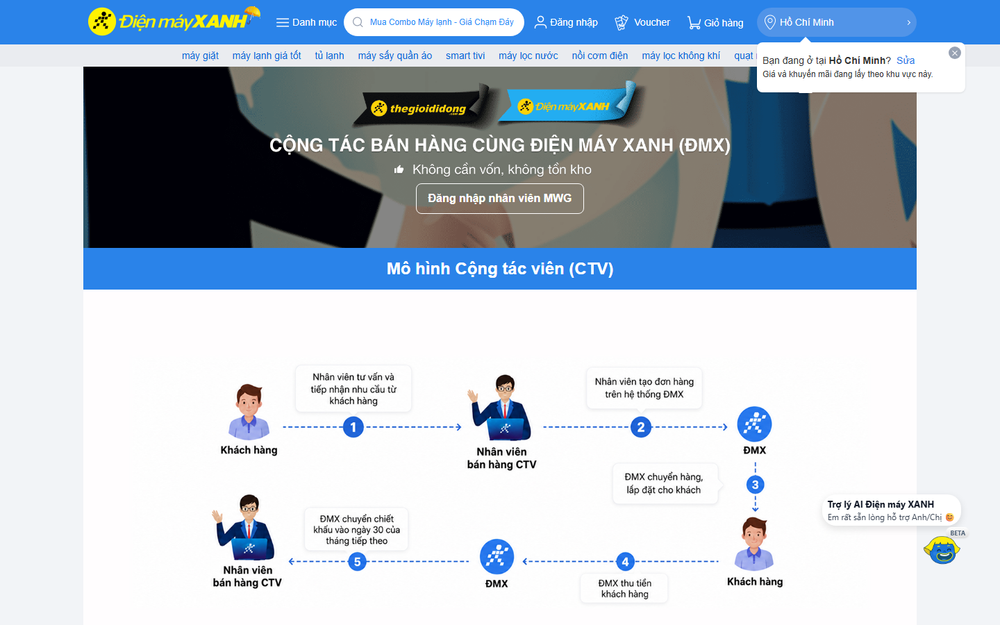 Điện máy XANH
Danh mục
Mua Combo Máy lạnh - Giá Chạm Đáy
Đăng nhập
Voucher
Giỏ hàng
Hồ Chí Minh
máy giặt
máy lạnh giá tốt
tủ lạnh
máy sấy quần áo
smart tivi
máy lọc nước
nồi cơm điện
máy lọc không khí
quạt
Bạn đang ở tại Hồ Chí Minh? Sửa
Giá và khuyến mãi đang lấy theo khu vực này.
thegioididong
.com
Điện máy XANH
CỘNG TÁC BÁN HÀNG CÙNG ĐIỆN MÁY XANH (ĐMX)
Không cần vốn, không tồn kho
Đăng nhập nhân viên MWG
Mô hình Cộng tác viên (CTV)
Nhân viên tư vấn và
tiếp nhận nhu cầu từ
khách hàng
1
Khách hàng
Nhân viên
bán hàng CTV
Nhân viên tạo đơn hàng
trên hệ thống ĐMX
2
ĐMX
ĐMX chuyển hàng,
lắp đặt cho khách
3
Khách hàng
4
ĐMX thu tiền
khách hàng
ĐMX
ĐMX chuyển chiết
khấu vào ngày 30 của
tháng tiếp theo
5
Nhân viên
bán hàng CTV
Trợ lý AI Điện máy XANH
Em rất sẵn lòng hỗ trợ Anh/Chị
BETA